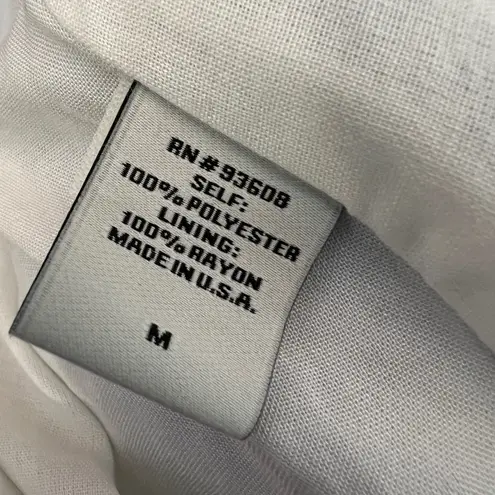 RN # 93608
SELF:
100% POLYESTER
LINING:
100% RAYON
MADE IN U.S.A.
M